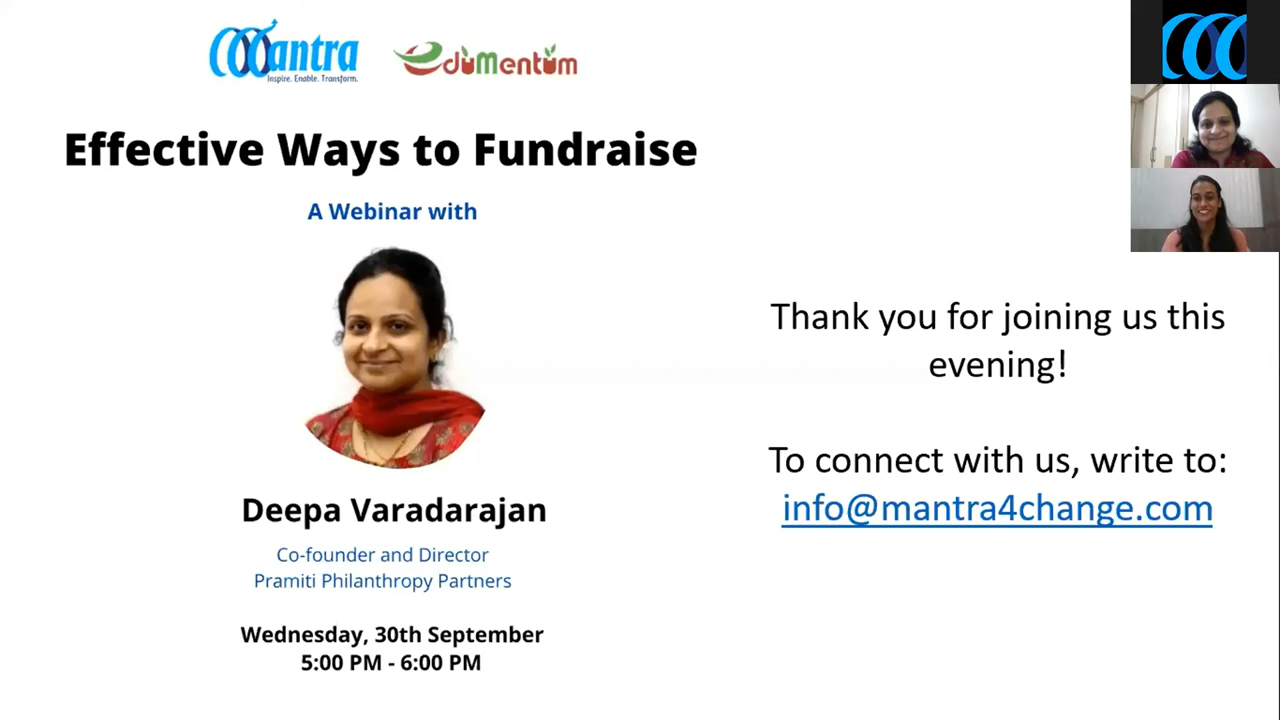 Mantra
Inspire. Enable. Transform.
eduMentum
Effective Ways to Fundraise
A Webinar with
Deepa Varadarajan
Co-founder and Director
Pramiti Philanthropy Partners
Wednesday, 30th September
5:00 PM - 6:00 PM
Thank you for joining us this
evening!
To connect with us, write to:
info@mantra4change.com